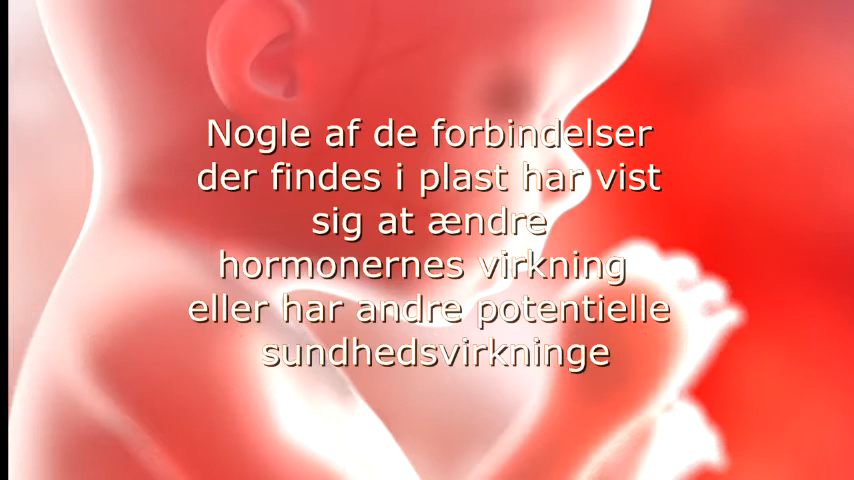 Nogle af de forbindelser
der findes i plast har vist
sig at ændre
hormonernes virkning
eller har andre potentielle
sundhedsvirkninge